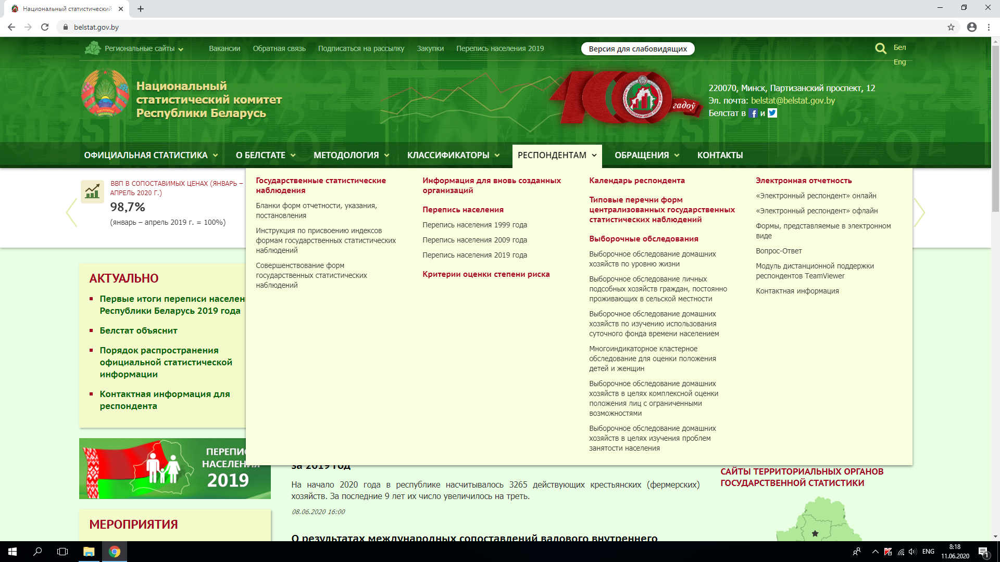 Национальный статистический
belstat.gov.by
Региональные сайты
Вакансии
Обратная связь
Подписаться на рассылку
Закупки
Перепись населения 2019
Версия для слабовидящих
Бел
Eng
Национальный
статистический комитет
Республики Беларусь
100
гадоў
220070, Минск, Партизанский проспект, 12
Эл. почта: belstat@belstat.gov.by
Белстат в f и
ОФИЦИАЛЬНАЯ СТАТИСТИКА
О БЕЛСТАТЕ
МЕТОДОЛОГИЯ
КЛАССИФИКАТОРЫ
РЕСПОНДЕНТАМ
ОБРАЩЕНИЯ
КОНТАКТЫ
ВВП В СОПОСТАВИМЫХ ЦЕНАХ (ЯНВАРЬ –
АПРЕЛЬ 2020 Г.)
98,7%
(январь – апрель 2019 г. = 100%)
Государственные статистические
наблюдения
Бланки форм отчетности, указания,
постановления
Инструкция по присвоению индексов
формам государственных статистических
наблюдений
Совершенствование форм
государственных статистических
наблюдений
Информация для вновь созданных
организаций
Перепись населения
Перепись населения 1999 года
Перепись населения 2009 года
Перепись населения 2019 года
Критерии оценки степени риска
Календарь респондента
Типовые перечни форм
централизованных государственных
статистических наблюдений
Выборочные обследования
Выборочное обследование домашних
хозяйств по уровню жизни
Выборочное обследование личных
подсобных хозяйств граждан, постоянно
проживающих в сельской местности
Выборочное обследование домашних
хозяйств по изучению использования
суточного фонда времени населением
Многоиндикаторное кластерное
обследование для оценки положения
детей и женщин
Выборочное обследование домашних
хозяйств в целях комплексной оценки
положения лиц с ограниченными
возможностями
Выборочное обследование домашних
хозяйств в целях изучения проблем
занятости населения
Электронная отчетность
«Электронный респондент» онлайн
«Электронный респондент» офлайн
Формы, представляемые в электронном
виде
Вопрос-Ответ
Модуль дистанционной поддержки
респондентов TeamViewer
Контактная информация
АКТУАЛЬНО
Первые итоги переписи населен
Республики Беларусь 2019 года
Белстат объяснит
Порядок распространения
официальной статистической
информации
Контактная информация для
респондента
ПЕРЕПИС
НАСЕЛЕНИЯ
2019
МЕРОПРИЯТИЯ
за 2019 год
На начало 2020 года в республике насчитывалось 3265 действующих крестьянских (фермерских)
хозяйств. За последние 9 лет их число увеличилось на треть.
08.06.2020 16:00
О результатах международных сопоставлений валового внутреннего
САЙТЫ ТЕРРИТОРИАЛЬНЫХ ОРГАНОВ
ГОСУДАРСТВЕННОЙ СТАТИСТИКИ
ENG
8:18
11.06.2020
1